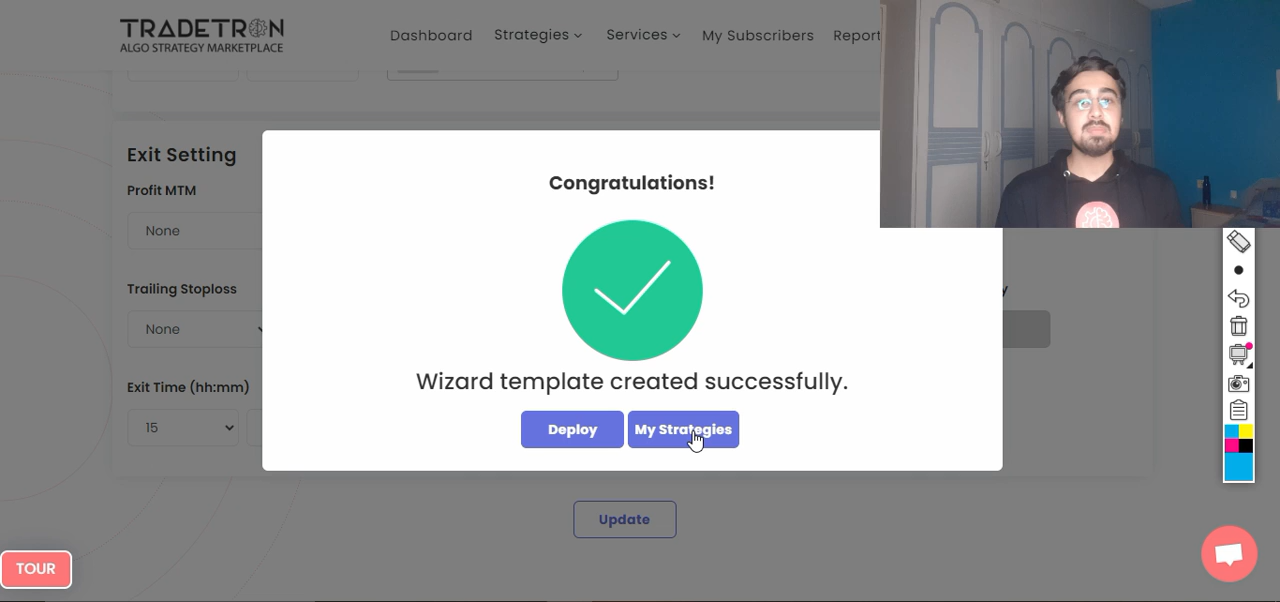 TRADETRON
ALGO STRATEGY MARKETPLACE
Dashboard Strategies Services My Subscribers Report
Exit Setting
Profit MTM
None
Trailing Stoploss
None
Exit Time (hh:mm)
15
Congratulations!
Wizard template created successfully.
Deploy My Strategies
y
Update
TOUR